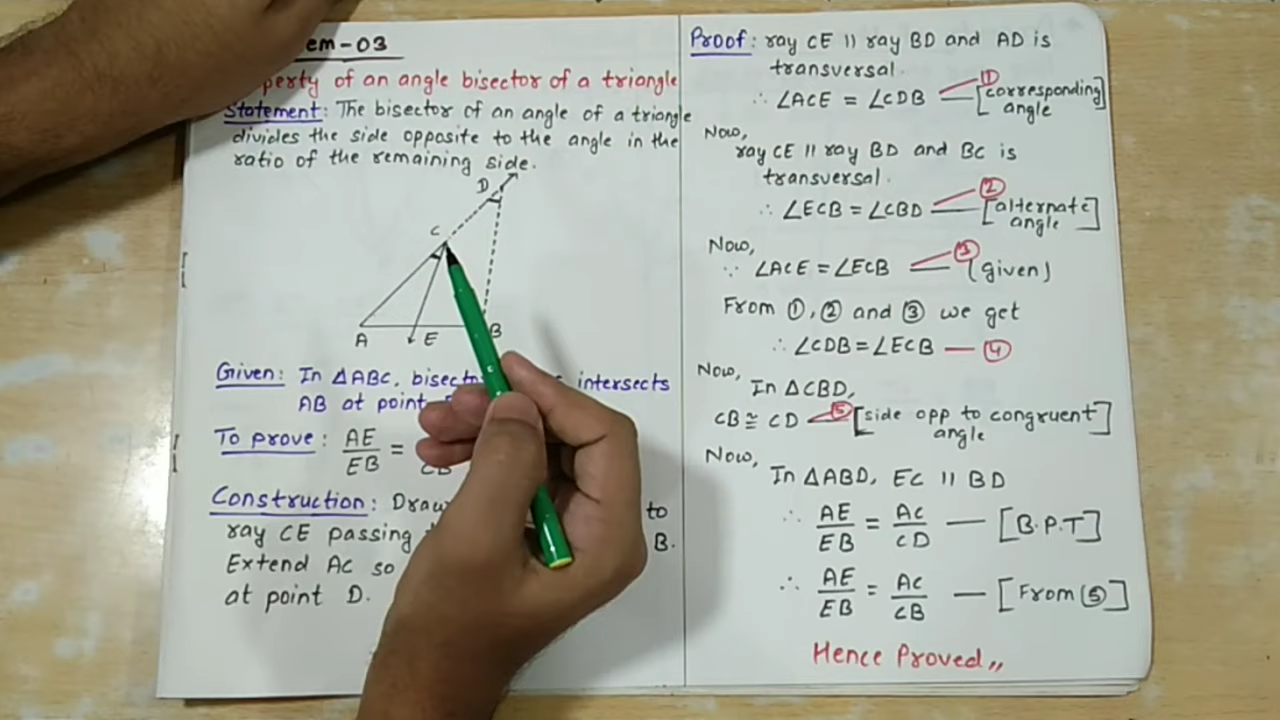 em-03
perty of an angle bisector of a triangle
Statement: The bisector of an angle of a triangle
divides the side opposite to the angle in the
ratio of the remaining side.
D
C
A E B
Given: In ΔABC, bisect intersects
AB at point
To prove: AE/EB =
Construction: Draw to
ray CE passing B.
Extend AC so
at point D.
Proof: ray CE || ray BD and AD is
transversal.
∴ ∠ACE = ∠CDB — ① [corresponding angle]
Now,
ray CE || ray BD and BC is
transversal.
∴ ∠ECB = ∠CBD — ② [alternate angle]
Now,
∵ ∠ACE = ∠ECB — ③ (given)
From ①, ② and ③ we get
∴ ∠CDB = ∠ECB — ④
Now,
In ΔCBD,
CB ≅ CD — ⑤ [side opp to congruent angle]
Now,
In ΔABD, EC || BD
∴ AE/EB = AC/CD — [B.P.T]
∴ AE/EB = AC/CB — [From ⑤]
Hence Proved,,